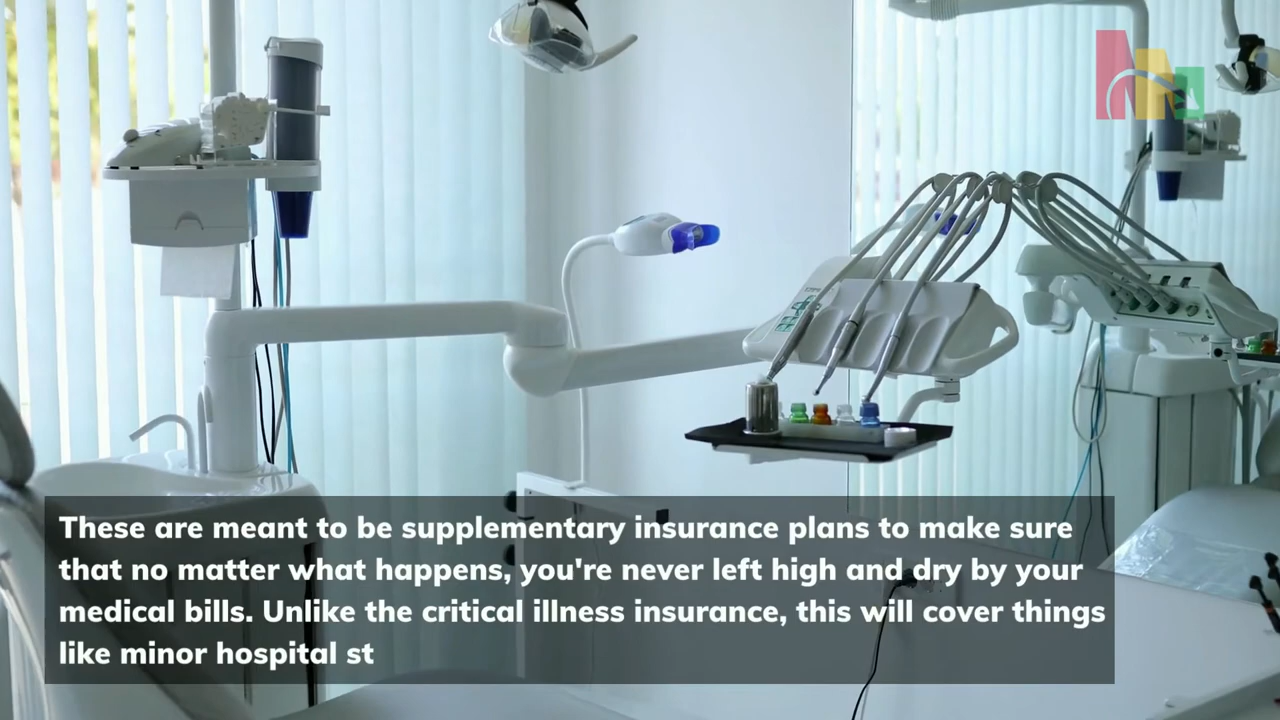 These are meant to be supplementary insurance plans to make sure
that no matter what happens, you're never left high and dry by your
medical bills. Unlike the critical illness insurance, this will cover things
like minor hospital st